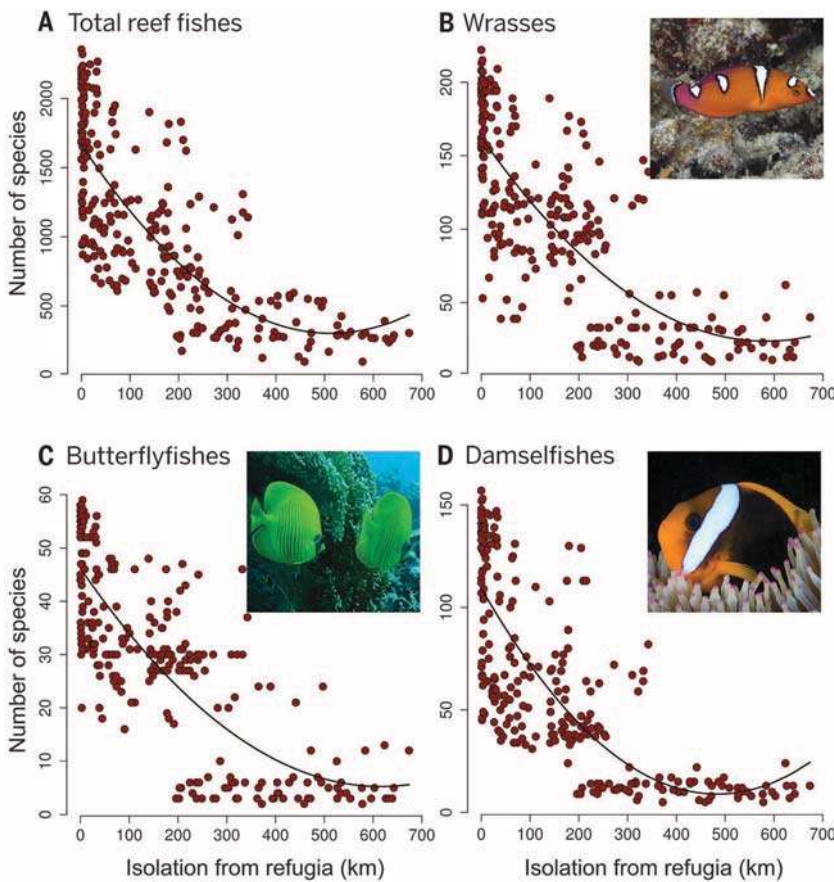 A Total reef fishes
B Wrasses
Number of species
0
500
1000
1500
2000
0
50
100
150
200
0 100 200 300 400 500 600 700
0 100 200 300 400 500 600 700
C Butterflyfishes
D Damselfishes
Number of species
0
10
20
30
40
50
60
0
50
100
150
0 100 200 300 400 500 600 700
0 100 200 300 400 500 600 700
Isolation from refugia (km)
Isolation from refugia (km)